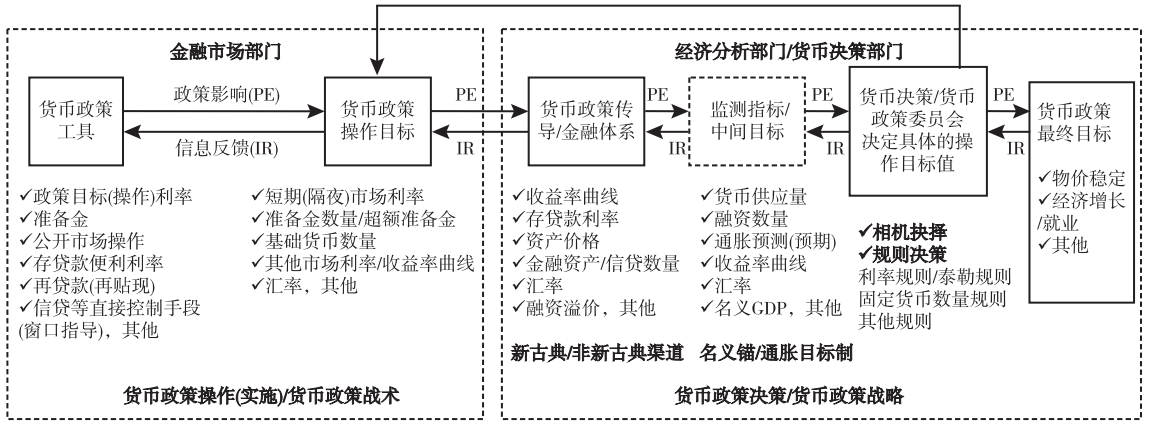 金融市场部门
货币政策
工具
政策影响(PE)
信息反馈(IR)
货币政策
操作目标
✓政策目标(操作)利率
✓准备金
✓公开市场操作
✓存贷款便利利率
✓再贷款(再贴现)
✓信贷等直接控制手段
(窗口指导)，其他
✓短期(隔夜)市场利率
✓准备金数量/超额准备金
✓基础货币数量
✓其他市场利率/收益率曲线
✓汇率，其他
货币政策操作(实施)/货币政策战术
PE
IR
经济分析部门/货币决策部门
货币政策传
导/金融体系
PE
IR
监测指标/
中间目标
PE
IR
货币决策/货币
政策委员会
决定具体的操
作目标值
PE
IR
货币政策
最终目标
✓物价稳定
✓经济增长
/就业
✓其他
✓收益率曲线
✓存贷款利率
✓资产价格
✓金融资产/信贷数量
✓汇率
✓融资溢价，其他
✓货币供应量
✓融资数量
✓通胀预测(预期)
✓收益率曲线
✓汇率
✓名义GDP，其他
✓相机抉择
✓规则决策
利率规则/泰勒规则
固定货币数量规则
其他规则
新古典/非新古典渠道
名义锚/通胀目标制
货币政策决策/货币政策战略